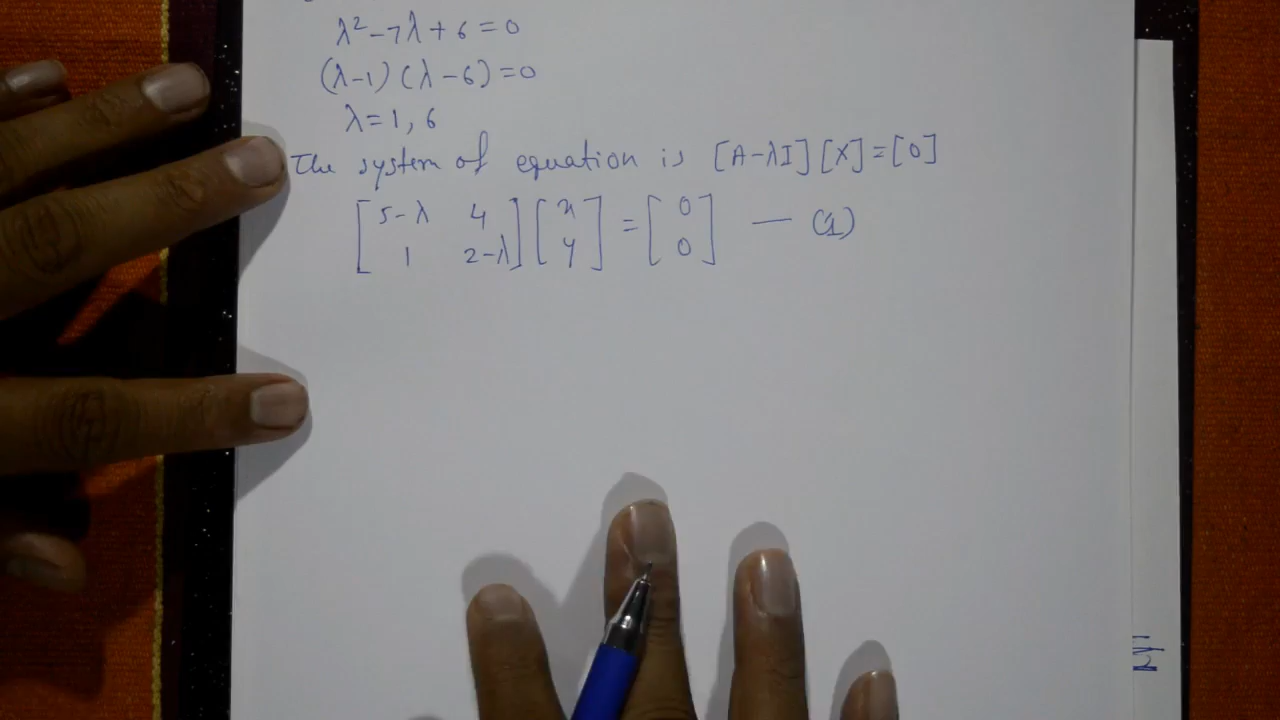 λ²-7λ+6=0
(λ-1)(λ-6)=0
λ=1,6
The system of equation is [A-λI][X]=[0]
[5-λ 4] [x] = [0] — (1)
[1 2-λ] [y] [0]